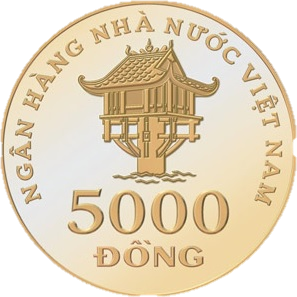 NGÂN HÀNG NHÀ NƯỚC VIỆT NAM
5000
ĐỒNG